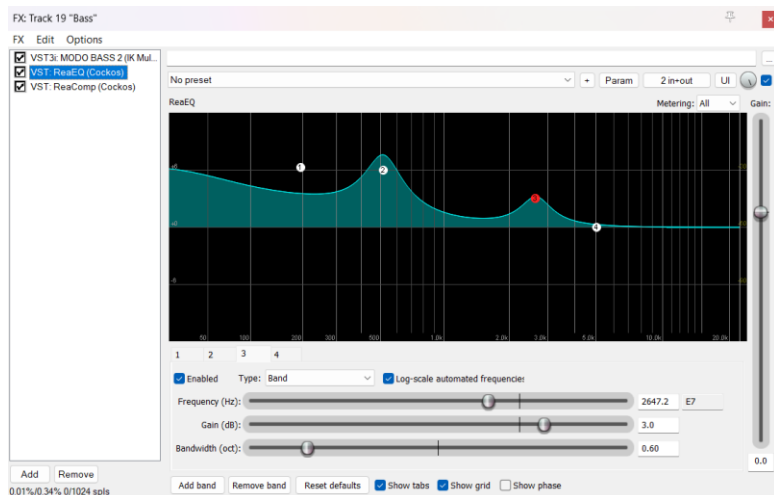 FX: Track 19 "Bass"
FX Edit Options
VST3i: MODO BASS 2 (IK Mul...
VST: ReaEQ (Cockos)
VST: ReaComp (Cockos)
...
No preset + Param 2 in+out UI
ReaEQ Metering: All Gain:
1 2 3 4
+0
50 100 200 300 500 1.0k 2.0k 3.0k 5.0k 10.0k 20.0k
1 2 3 4
Enabled Type: Band Log-scale automated frequencies
Frequency (Hz): 2647.2 E7
Gain (dB): 3.0
Bandwidth (oct): 0.60
0.0
Add Remove
Add band Remove band Reset defaults Show tabs Show grid Show phase
0.01%/0.34% 0/1024 spls